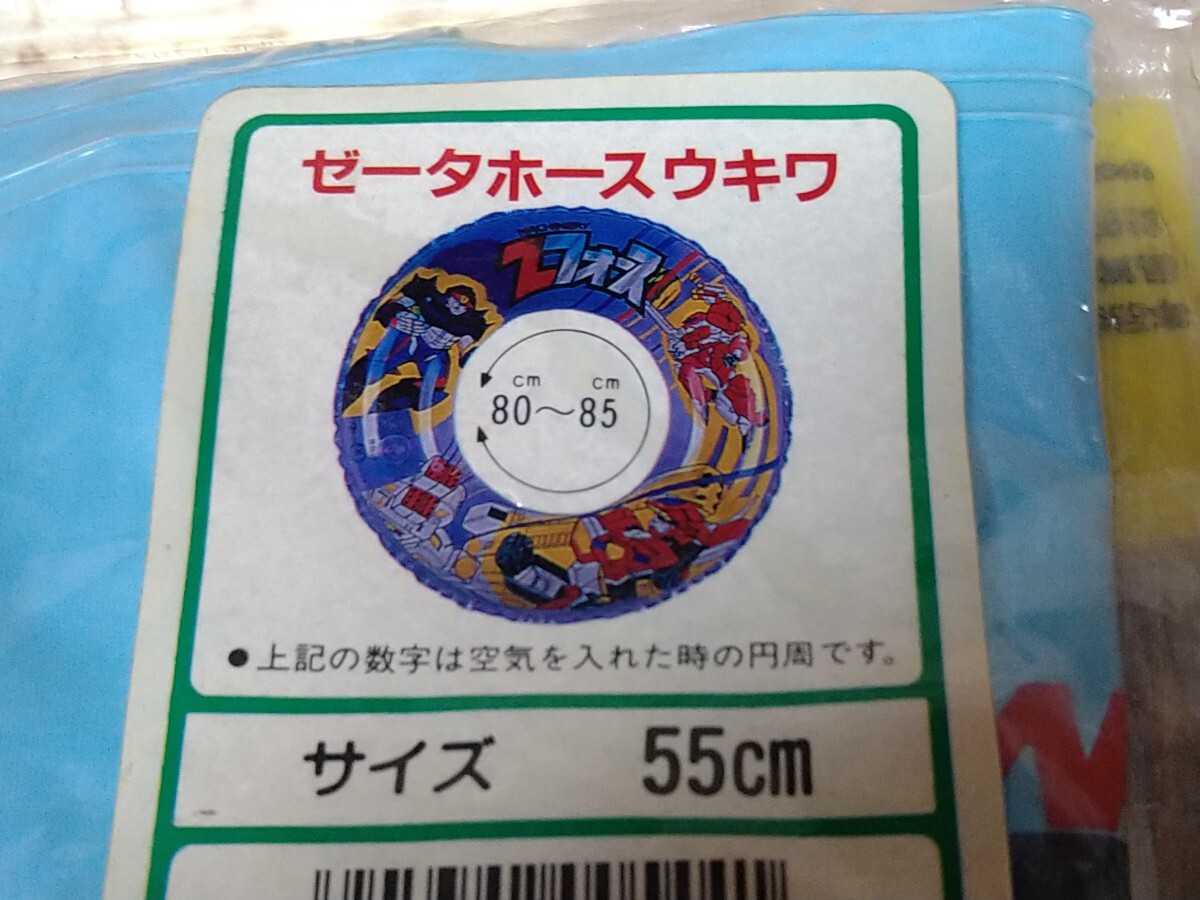 ゼータホースウキワ
MACHINERY
Zフォース
cm cm
80〜85
●上記の数字は空気を入れた時の円周です。
サイズ 55cm